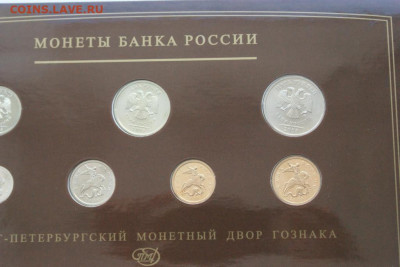 COINS.LAVE.RU
МОНЕТЫ БАНКА РОССИИ
Т-ПЕТЕРБУРГСКИЙ МОНЕТНЫЙ ДВОР ГОЗНАКА